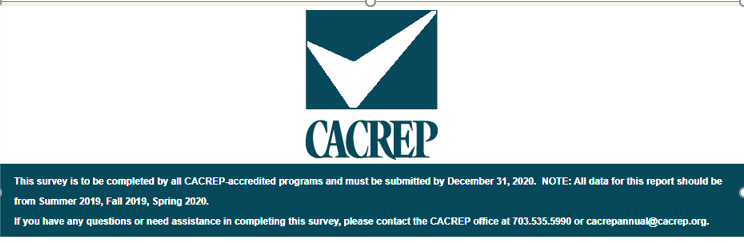 CACREP
This survey is to be completed by all CACREP-accredited programs and must be submitted by December 31, 2020.  NOTE: All data for this report should be
from Summer 2019, Fall 2019, Spring 2020.
If you have any questions or need assistance in completing this survey, please contact the CACREP office at 703.535.5990 or cacrepannual@cacrep.org.